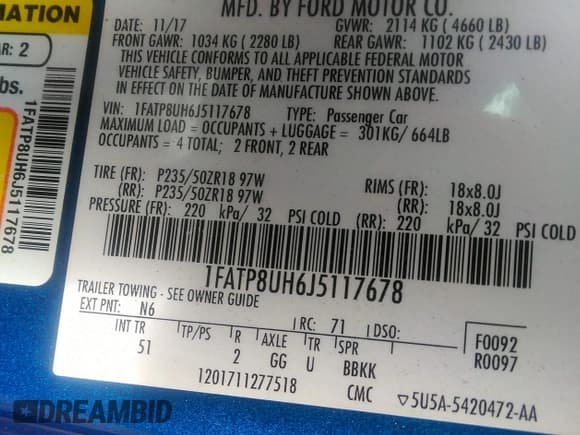 MATION
AR: 2
bs.
1FATP8UH6J5117678
MFD. BY FORD MOTOR CO.
DATE: 11/17 GVWR: 2114 KG ( 4660 LB)
FRONT GAWR: 1034 KG ( 2280 LB) REAR GAWR: 1102 KG ( 2430 LB)
THIS VEHICLE CONFORMS TO ALL APPLICABLE FEDERAL MOTOR
VEHICLE SAFETY, BUMPER, AND THEFT PREVENTION STANDARDS
IN EFFECT ON THE DATE OF MANUFACTURE SHOWN ABOVE.
VIN: 1FATP8UH6J5117678 TYPE: Passenger Car
MAXIMUM LOAD = OCCUPANTS + LUGGAGE = 301KG/ 664LB
OCCUPANTS = 4 TOTAL; 2 FRONT, 2 REAR
TIRE (FR): P235/50ZR18 97W RIMS (FR): 18x8.0J
(RR): P235/50ZR18 97W (RR): 18x8.0J
PRESSURE (FR): 220 kPa/ 32 PSI COLD (RR): 220 kPa/ 32 PSI COLD
1FATP8UH6J5117678
TRAILER TOWING - SEE OWNER GUIDE
EXT PNT: N6 RC: 71 DSO: F0092
INT TR TP/PS R AXLE TR SPR R0097
51 2 GG U BBKK
1201711277518 CMC ▽5U5A-5420472-AA
DREAMBID